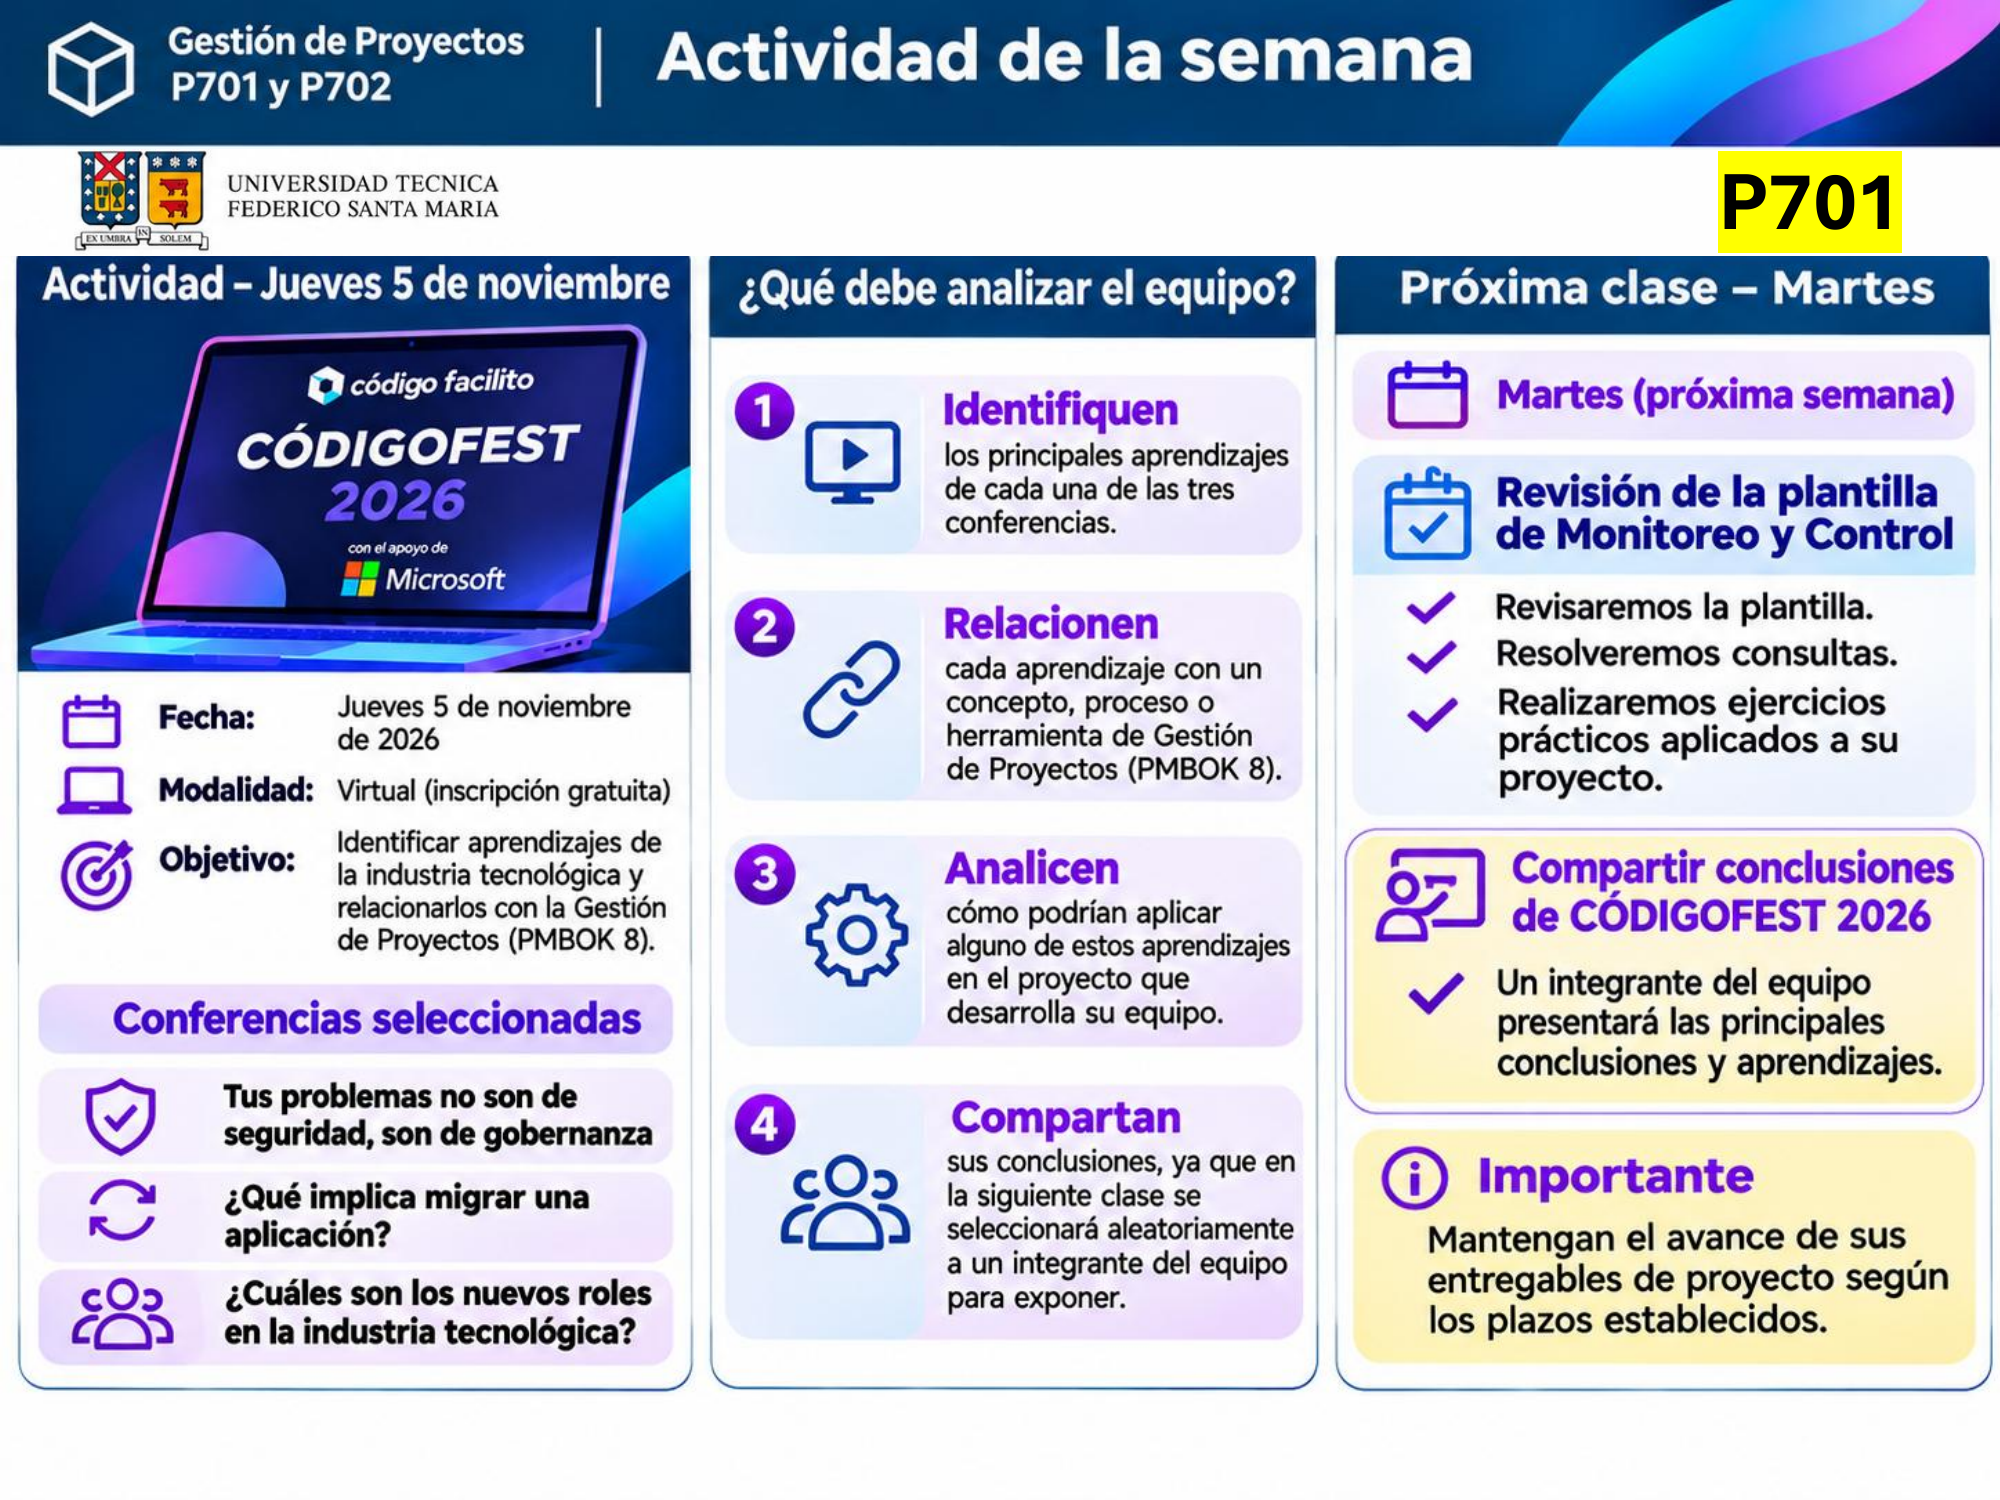 Gestión de Proyectos
P701 y P702
Actividad de la semana
UNIVERSIDAD TECNICA
FEDERICO SANTA MARIA
EX UMBRA IN SOLEM
P701
Actividad – Jueves 5 de noviembre
código facilito
CÓDIGOFEST
2026
con el apoyo de
Microsoft
Fecha:
Jueves 5 de noviembre
de 2026
Modalidad:
Virtual (inscripción gratuita)
Objetivo:
Identificar aprendizajes de
la industria tecnológica y
relacionarlos con la Gestión
de Proyectos (PMBOK 8).
Conferencias seleccionadas
Tus problemas no son de
seguridad, son de gobernanza
¿Qué implica migrar una
aplicación?
¿Cuáles son los nuevos roles
en la industria tecnológica?
¿Qué debe analizar el equipo?
1
Identifiquen
los principales aprendizajes
de cada una de las tres
conferencias.
2
Relacionen
cada aprendizaje con un
concepto, proceso o
herramienta de Gestión
de Proyectos (PMBOK 8).
3
Analicen
cómo podrían aplicar
alguno de estos aprendizajes
en el proyecto que
desarrolla su equipo.
4
Compartan
sus conclusiones, ya que en
la siguiente clase se
seleccionará aleatoriamente
a un integrante del equipo
para exponer.
Próxima clase – Martes
Martes (próxima semana)
Revisión de la plantilla
de Monitoreo y Control
Revisaremos la plantilla.
Resolveremos consultas.
Realizaremos ejercicios
prácticos aplicados a su
proyecto.
Compartir conclusiones
de CÓDIGOFEST 2026
Un integrante del equipo
presentará las principales
conclusiones y aprendizajes.
Importante
Mantengan el avance de sus
entregables de proyecto según
los plazos establecidos.